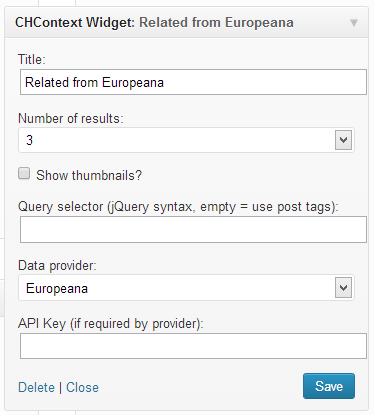 CHContext Widget: Related from Europeana
Title:
Related from Europeana
Number of results:
3
Show thumbnails?
Query selector (jQuery syntax, empty = use post tags):
Data provider:
Europeana
API Key (if required by provider):
Delete | Close
Save